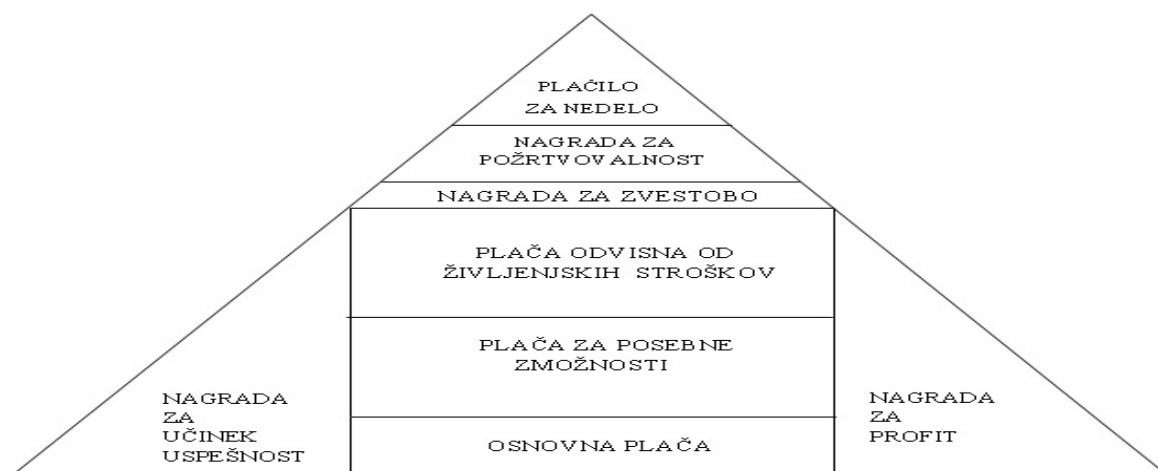 PLAČILO
ZA NEDELO
NAGRADA ZA
POŽRTVOVALNOST
NAGRADA ZA ZVESTOBO
PLAČA ODVISNA OD
ŽIVLJENJSKIH STROŠKOV
PLAČA ZA POSEBNE
ZMOŽNOSTI
NAGRADA
ZA
UČINEK
USPEŠNOST
OSNOVNA PLAČA
NAGRADA
ZA
PROFIT